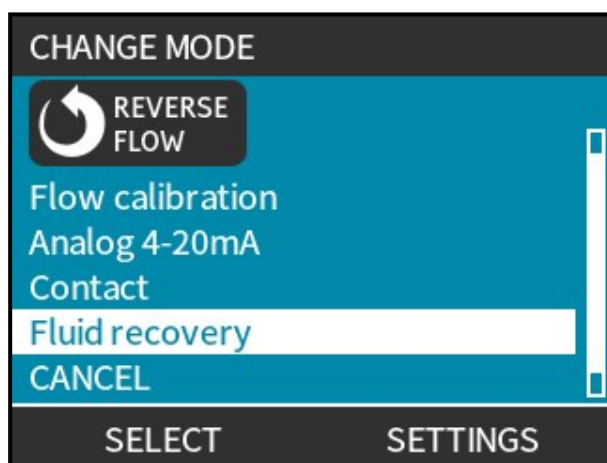 CHANGE MODE
REVERSE
FLOW
Flow calibration
Analog 4-20mA
Contact
Fluid recovery
CANCEL
SELECT SETTINGS